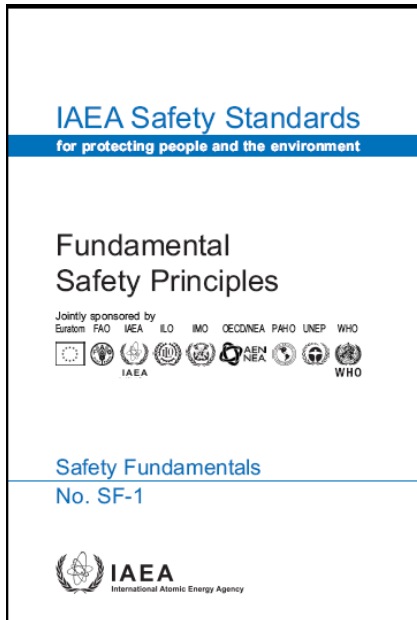 IAEA Safety Standards
for protecting people and the environment
Fundamental
Safety Principles
Jointly sponsored by
Euratom FAO IAEA ILO IMO OECD/NEA PAHO UNEP WHO
AEN
NEA
IAEA
WHO
Safety Fundamentals
No. SF-1
IAEA
International Atomic Energy Agency